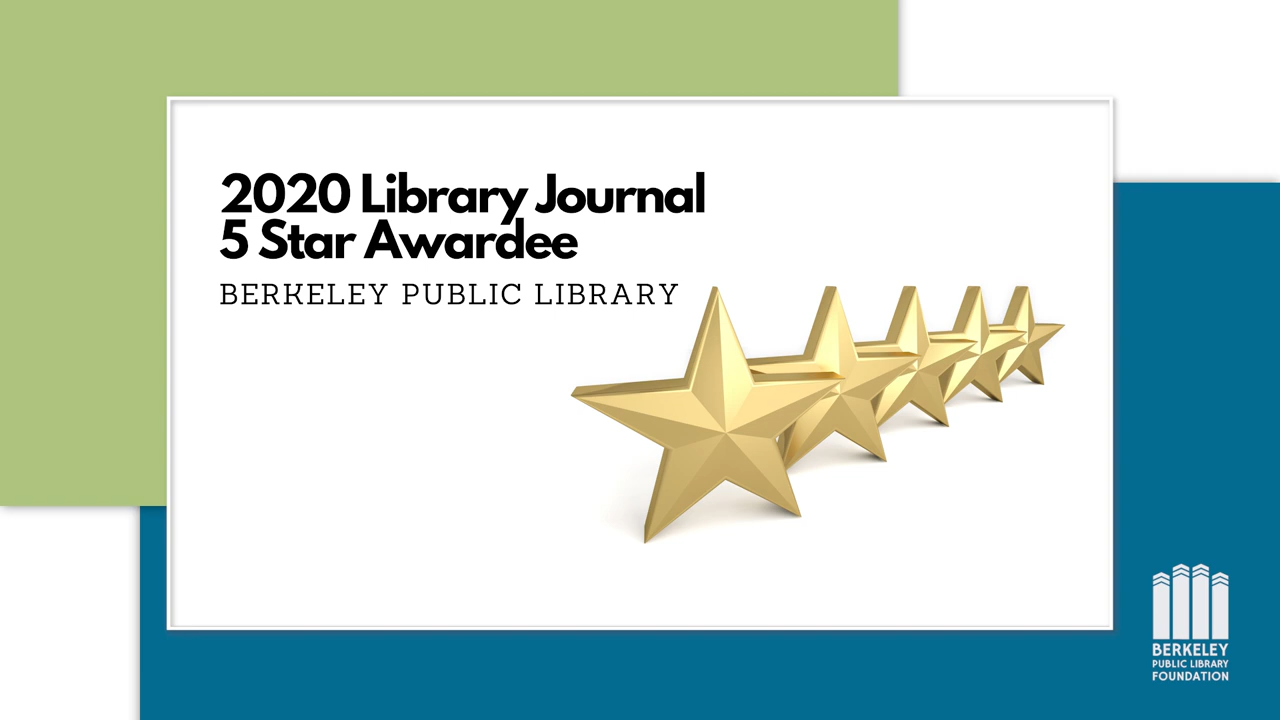 2020 Library Journal
5 Star Awardee
BERKELEY PUBLIC LIBRARY
BERKELEY
PUBLIC LIBRARY
FOUNDATION